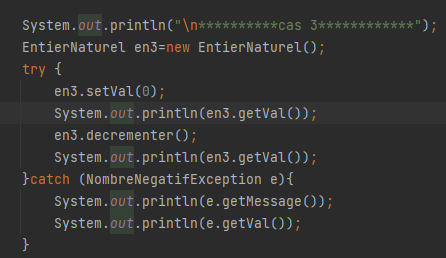 System.out.println("\n**********cas 3************");
EntierNaturel en3=new EntierNaturel();
try {
    en3.setVal(0);
    System.out.println(en3.getVal());
    en3.decrementer();
    System.out.println(en3.getVal());
}catch (NombreNegatifException e){
    System.out.println(e.getMessage());
    System.out.println(e.getVal());
}